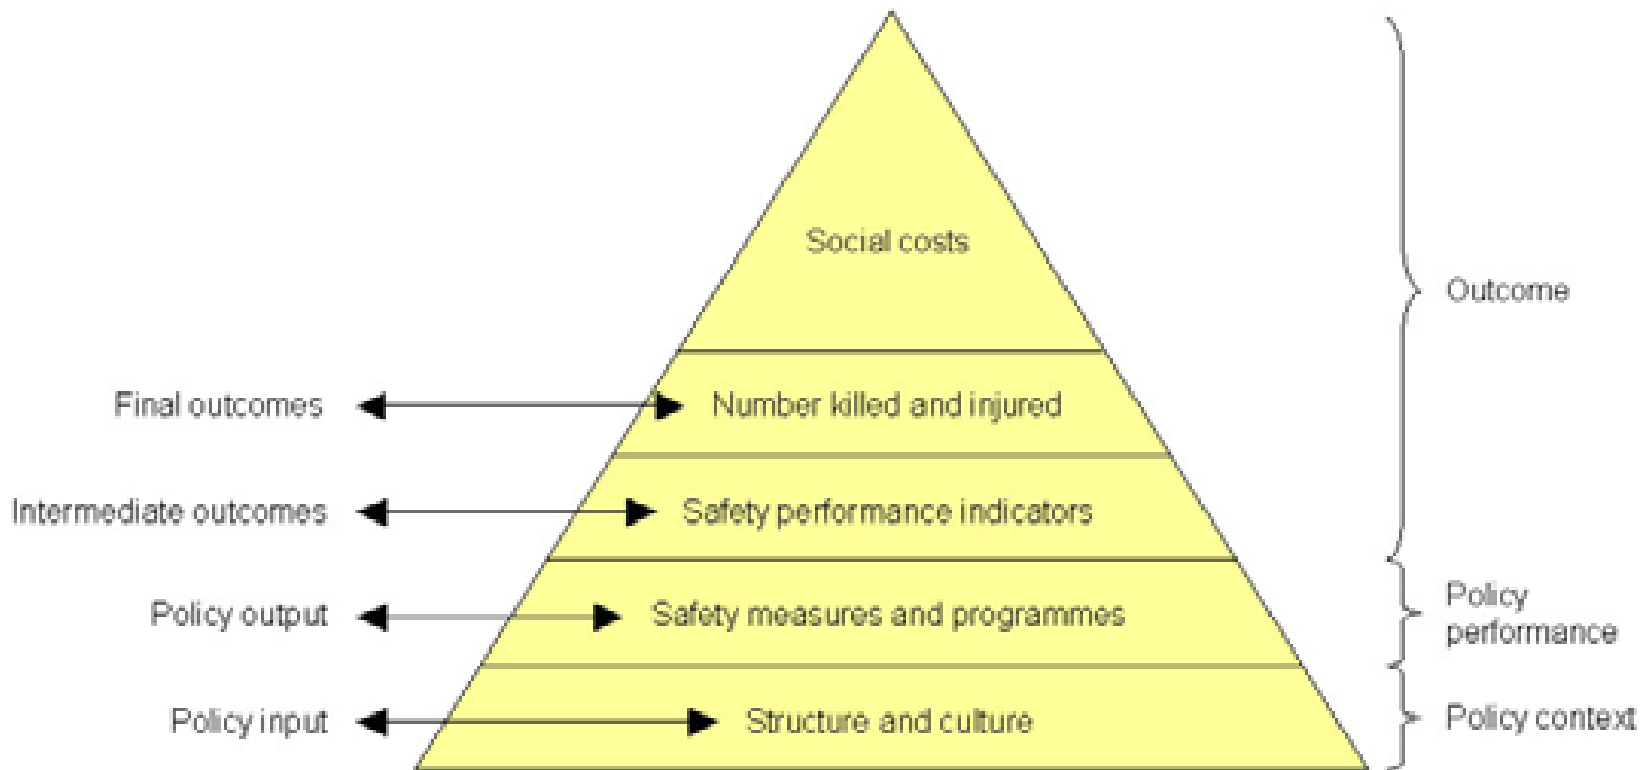 Social costs
Outcome
Final outcomes
Number killed and injured
Intermediate outcomes
Safety performance indicators
Policy output
Safety measures and programmes
Policy
performance
Policy input
Structure and culture
Policy context